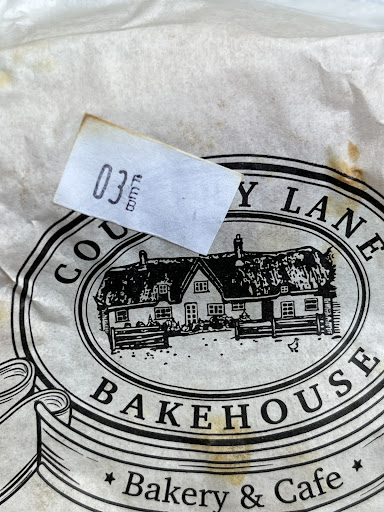 03 FEB
COU Y LANE
BAKEHOUSE
Bakery & Cafe